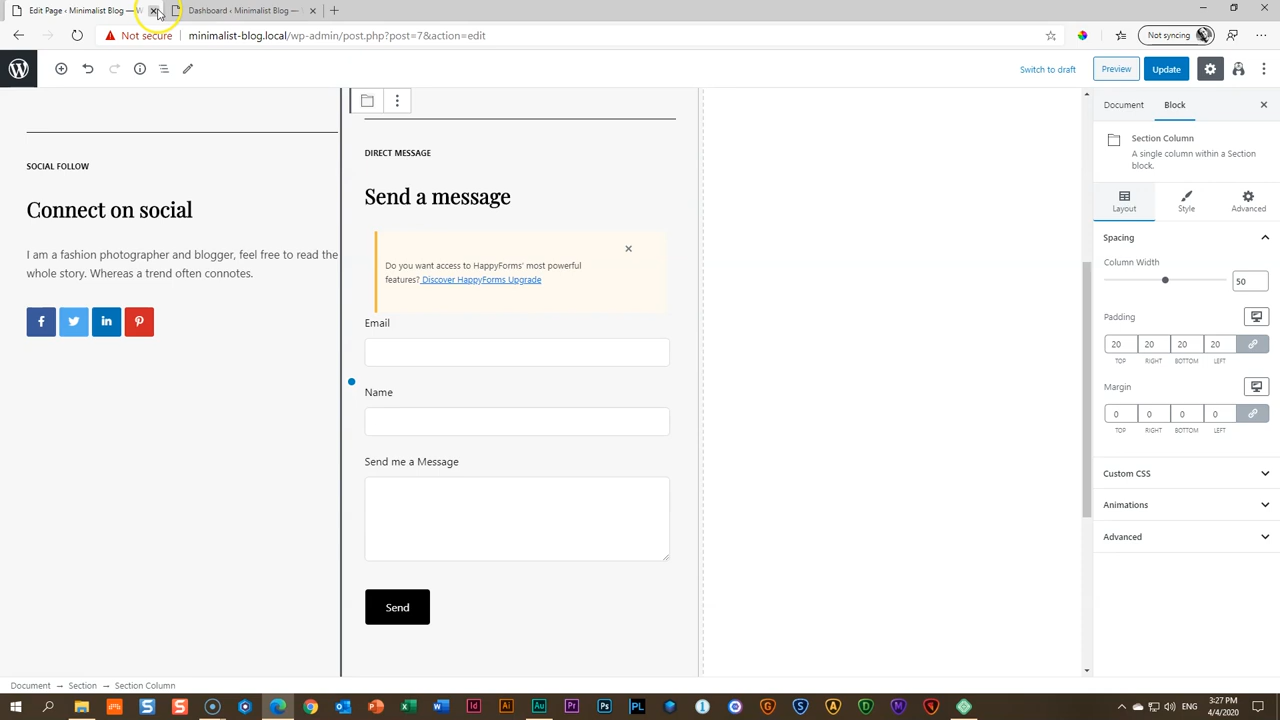 Edit Page ‹ Minimalist Blog — W
Dashboard ‹ Minimalist Blog —
Not secure
minimalist-blog.local/wp-admin/post.php?post=7&action=edit
Not syncing
Switch to draft
Preview
Update
Document
Block
Section Column
A single column within a Section
block.
Layout
Style
Advanced
Spacing
Column Width
50
Padding
20 20 20 20
TOP RIGHT BOTTOM LEFT
Margin
0 0 0 0
TOP RIGHT BOTTOM LEFT
Custom CSS
Animations
Advanced
SOCIAL FOLLOW
Connect on social
I am a fashion photographer and blogger, feel free to read the
whole story. Whereas a trend often connotes.
DIRECT MESSAGE
Send a message
Do you want access to HappyForms' most powerful
features? Discover HappyForms Upgrade
Email
Name
Send me a Message
Send
Document → Section → Section Column
3:27 PM
4/4/2020